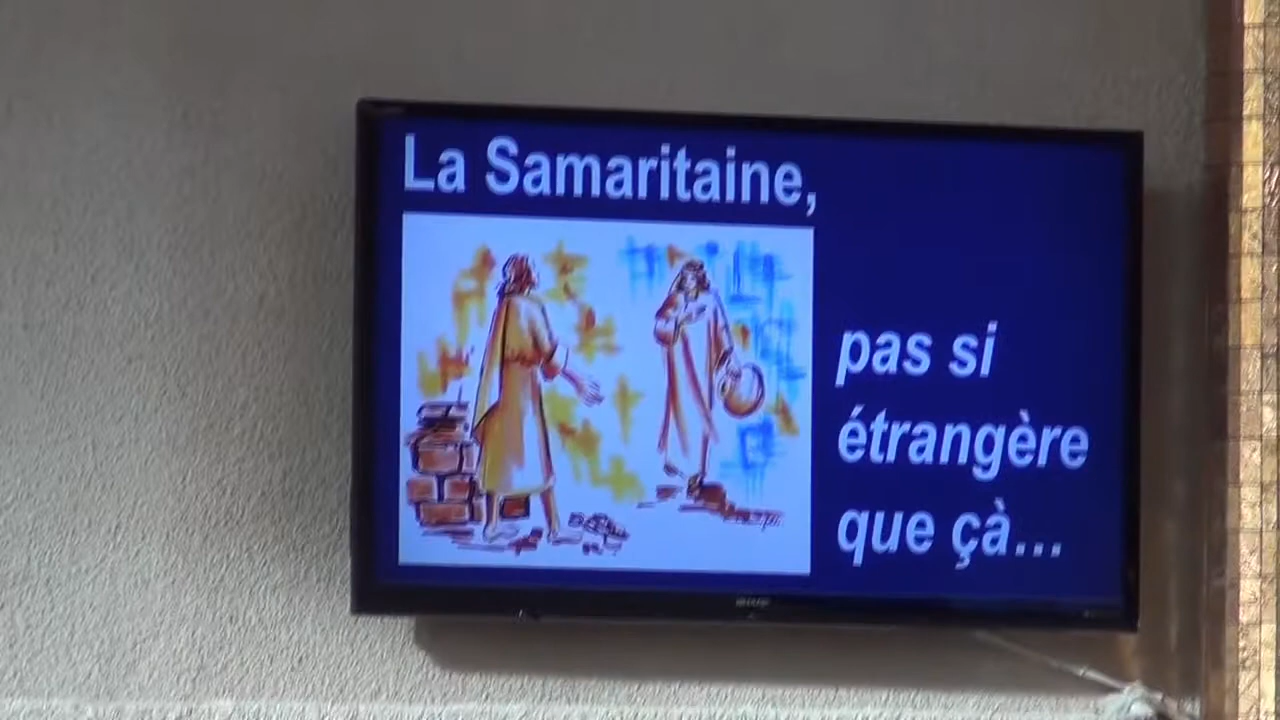 La Samaritaine,
pas si
étrangère
que çà...